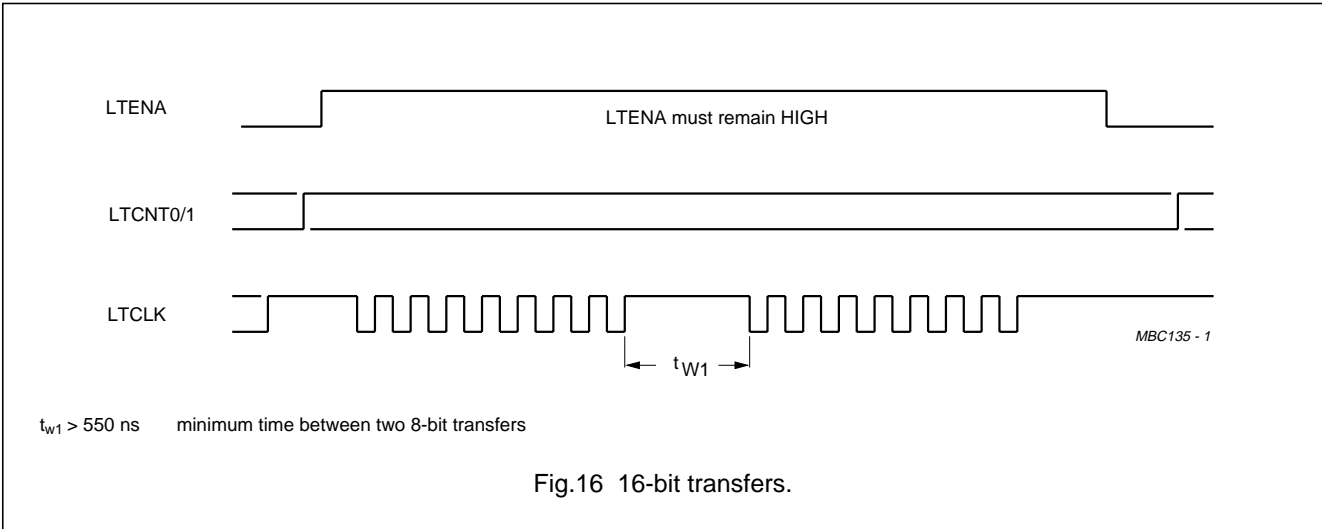 LTENA
LTENA must remain HIGH
LTCNT0/1
LTCLK
MBC135 - 1
t W1
tw1 > 550 ns minimum time between two 8-bit transfers
Fig.16 16-bit transfers.